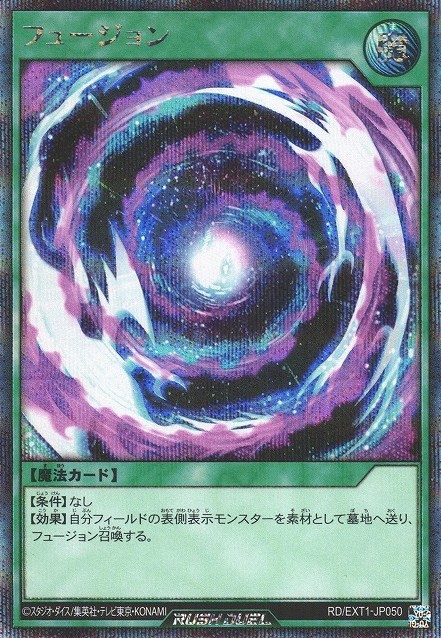 フュージョン
魔
【魔法カード】
【条件】なし
【効果】自分フィールドの表側表示モンスターを素材として墓地へ送り、
フュージョン召喚する。
©スタジオ・ダイス/集英社・テレビ東京・KONAMI
RUSH DUEL
RD/EXT1-JP050